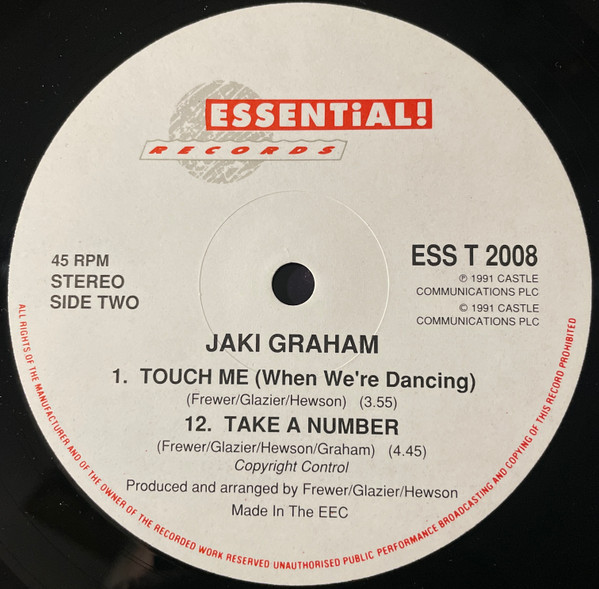 ESSENTiAL!
RECORDS
45 RPM
STEREO
SIDE TWO
ESS T 2008
℗ 1991 CASTLE
COMMUNICATIONS PLC
© 1991 CASTLE
COMMUNICATIONS PLC
JAKI GRAHAM
1. TOUCH ME (When We're Dancing)
(Frewer/Glazier/Hewson) (3.55)
12. TAKE A NUMBER
(Frewer/Glazier/Hewson/Graham) (4.45)
Copyright Control
Produced and arranged by Frewer/Glazier/Hewson
Made In The EEC
ALL RIGHTS OF THE MANUFACTURER AND OF THE OWNER OF THE RECORDED WORK RESERVED UNAUTHORISED PUBLIC PERFORMANCE BROADCASTING AND COPYING OF THIS RECORD PROHIBITED